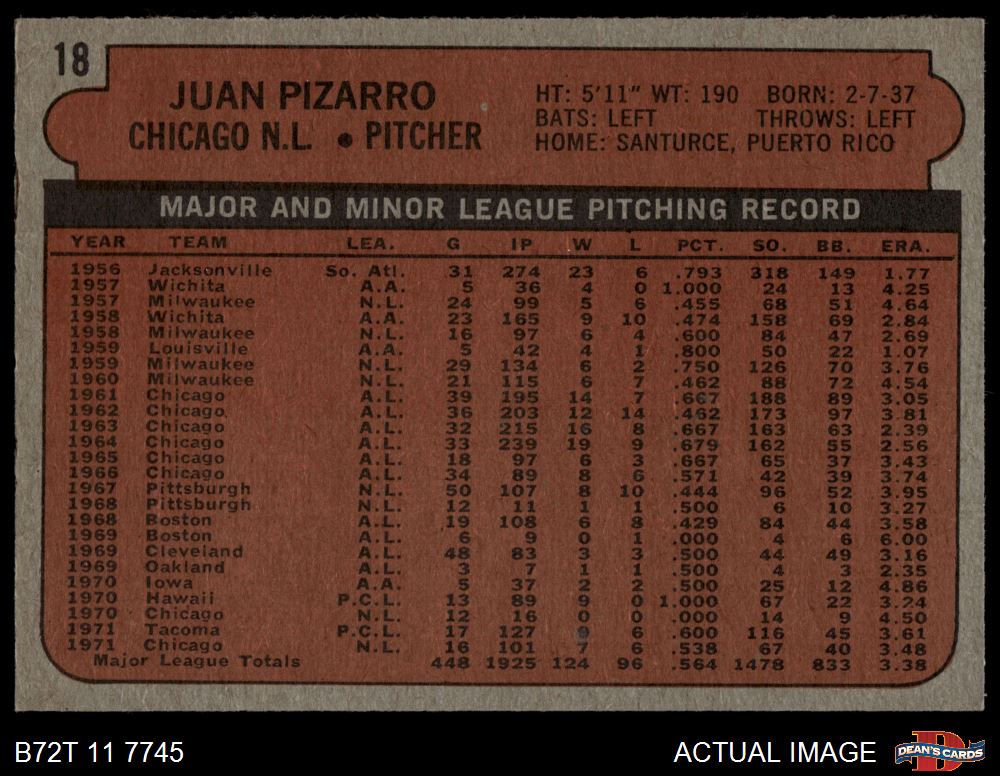 18
JUAN PIZARRO
CHICAGO N.L. • PITCHER
HT: 5'11" WT: 190 BORN: 2-7-37
BATS: LEFT THROWS: LEFT
HOME: SANTURCE, PUERTO RICO
MAJOR AND MINOR LEAGUE PITCHING RECORD
YEAR TEAM LEA. G IP W L PCT. SO. BB. ERA.
1956 Jacksonville So. Atl. 31 274 23 6 .793 318 149 1.77
1957 Wichita A.A. 5 36 4 0 1.000 24 13 4.25
1957 Milwaukee N.L. 24 99 5 6 .455 68 51 4.64
1958 Wichita A.A. 23 165 9 10 .474 158 69 2.84
1958 Milwaukee N.L. 16 97 6 4 .600 84 47 2.69
1959 Louisville A.A. 5 42 4 1 .800 50 22 1.07
1959 Milwaukee N.L. 29 134 6 2 .750 126 70 3.76
1960 Milwaukee N.L. 21 115 6 7 .462 88 72 4.54
1961 Chicago A.L. 39 195 14 7 .667 188 89 3.05
1962 Chicago A.L. 36 203 12 14 .462 173 97 3.81
1963 Chicago A.L. 32 215 16 8 .667 163 63 2.39
1964 Chicago A.L. 33 239 19 9 .679 162 55 2.56
1965 Chicago A.L. 18 97 6 3 .667 65 37 3.43
1966 Chicago A.L. 34 89 8 6 .571 42 39 3.74
1967 Pittsburgh N.L. 50 107 8 10 .444 96 52 3.95
1968 Pittsburgh N.L. 12 11 1 1 .500 6 10 3.27
1968 Boston A.L. 19 108 6 8 .429 84 44 3.58
1969 Boston A.L. 6 9 0 1 .000 4 6 6.00
1969 Cleveland A.L. 48 83 3 3 .500 44 49 3.16
1969 Oakland A.L. 3 7 1 1 .500 4 3 2.35
1970 Iowa A.A. 5 37 2 2 .500 25 12 4.86
1970 Hawaii P.C.L. 13 89 9 0 1.000 67 22 3.24
1970 Chicago N.L. 12 16 0 0 .000 14 9 4.50
1971 Tacoma P.C.L. 17 127 9 6 .600 116 45 3.61
1971 Chicago N.L. 16 101 7 6 .538 67 40 3.48
Major League Totals 448 1925 124 96 .564 1478 833 3.38
B72T 11 7745
ACTUAL IMAGE
DEAN'S CARDS